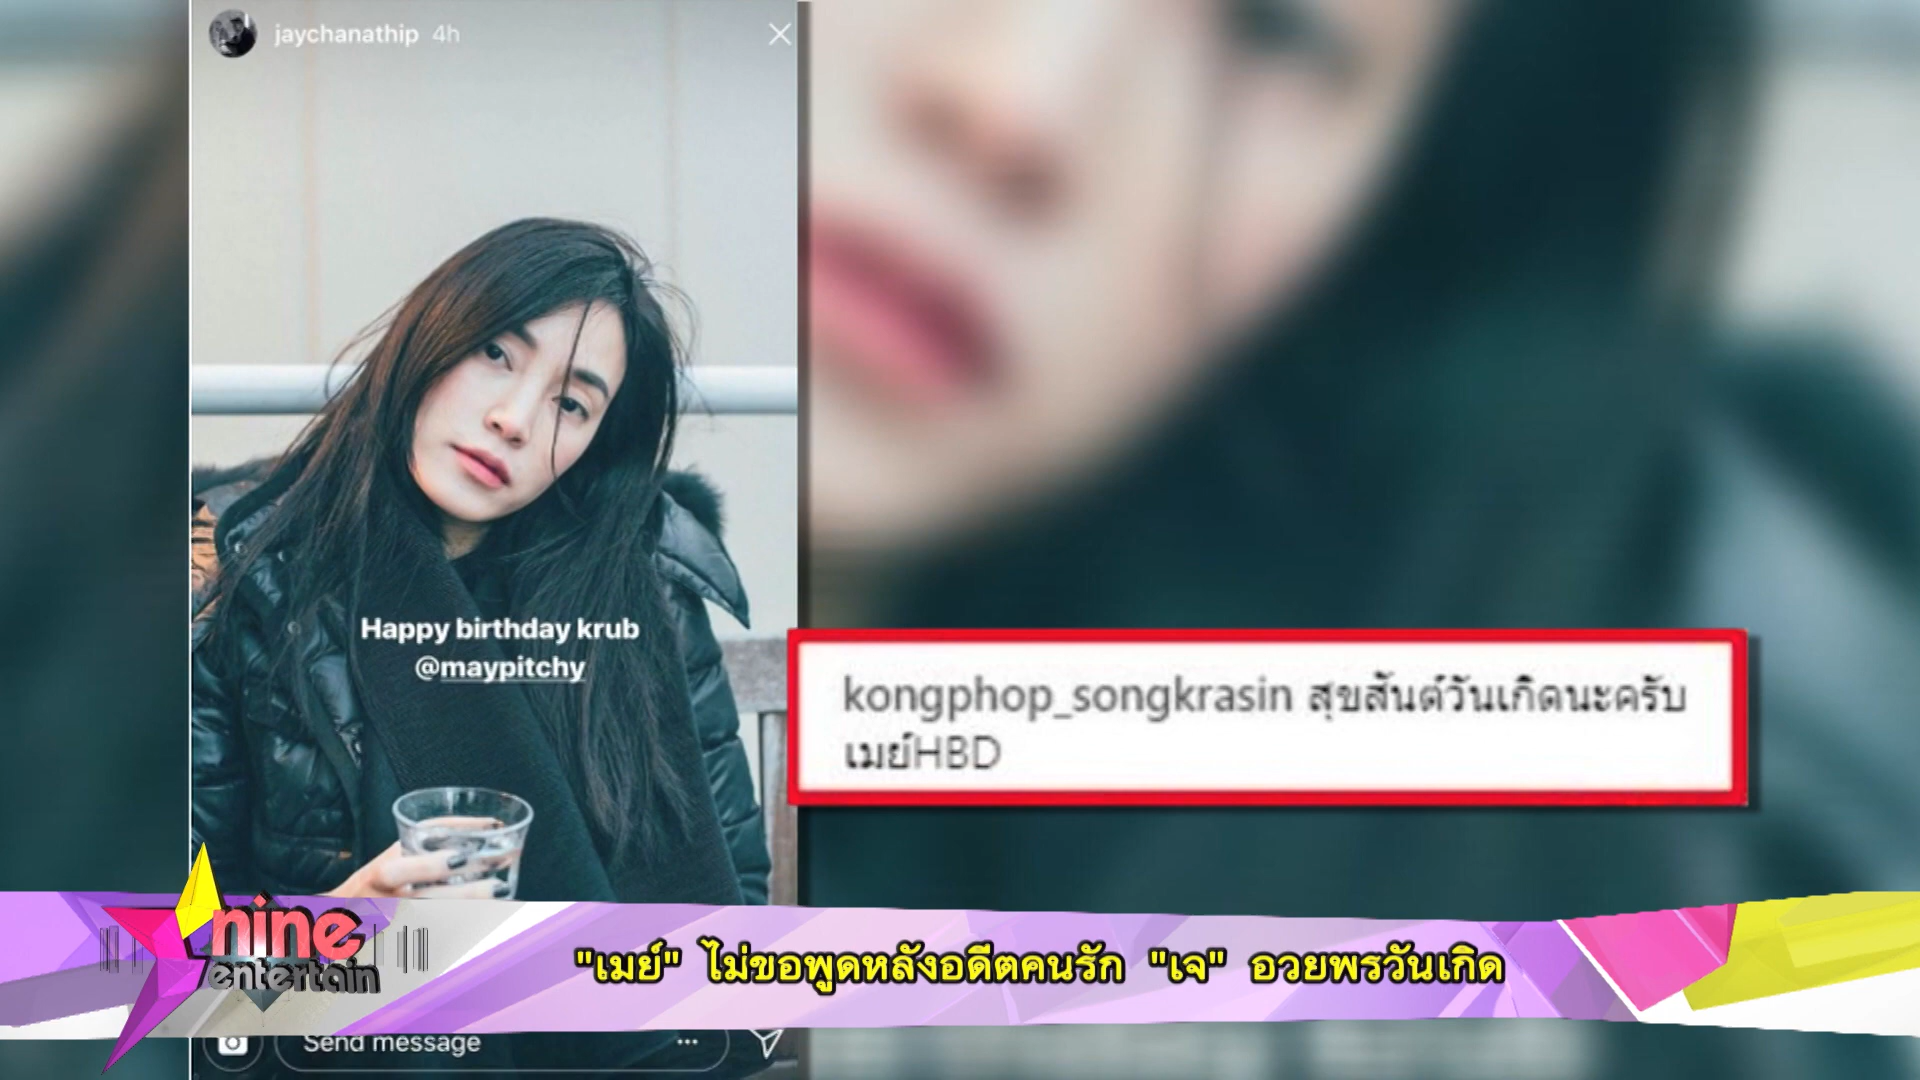 jaychanathip 4h
Happy birthday krub
@maypitchy
kongphop_songkrasin สุขสันต์วันเกิดนะครับ
เมย์HBD
nine
entertain
"เมย์" ไม่ขอพูดหลังอดีตคนรัก "เจ" อวยพรวันเกิด
Send message